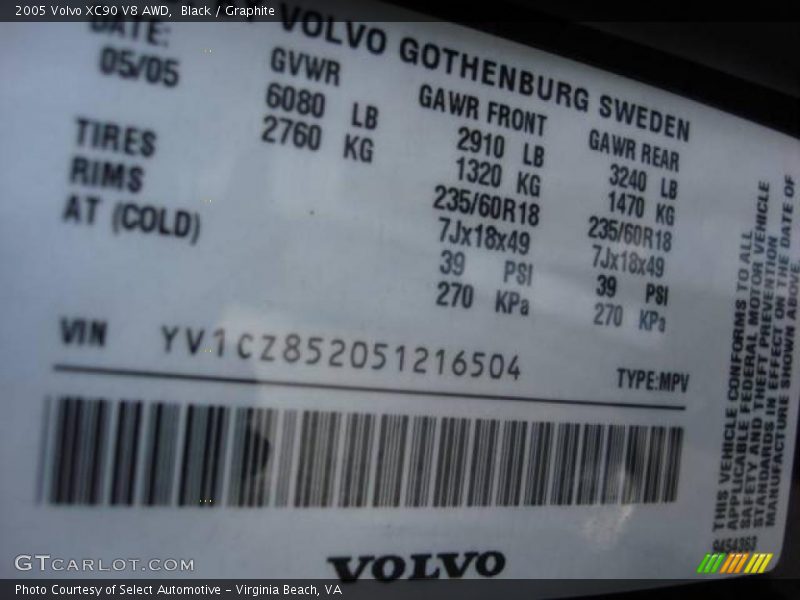 2005 Volvo XC90 V8 AWD,  Black / Graphite
VOLVO GOTHENBURG SWEDEN
DATE:
05/05
GVWR
6080 LB
2760 KG
GAWR FRONT
2910 LB
1320 KG
235/60R18
7Jx18x49
39 PSI
270 KPa
GAWR REAR
3240 LB
1470 KG
235/60R18
7Jx18x49
39 PSI
270 KPa
TIRES
RIMS
AT (COLD)
VIN YV1CZ852051216504
TYPE:MPV
THIS VEHICLE CONFORMS TO ALL
APPLICABLE FEDERAL MOTOR VEHICLE
SAFETY AND THEFT PREVENTION
STANDARDS IN EFFECT ON THE DATE OF
MANUFACTURE SHOWN ABOVE.
9454363
VOLVO
GTCARLOT.COM
Photo Courtesy of Select Automotive – Virginia Beach, VA